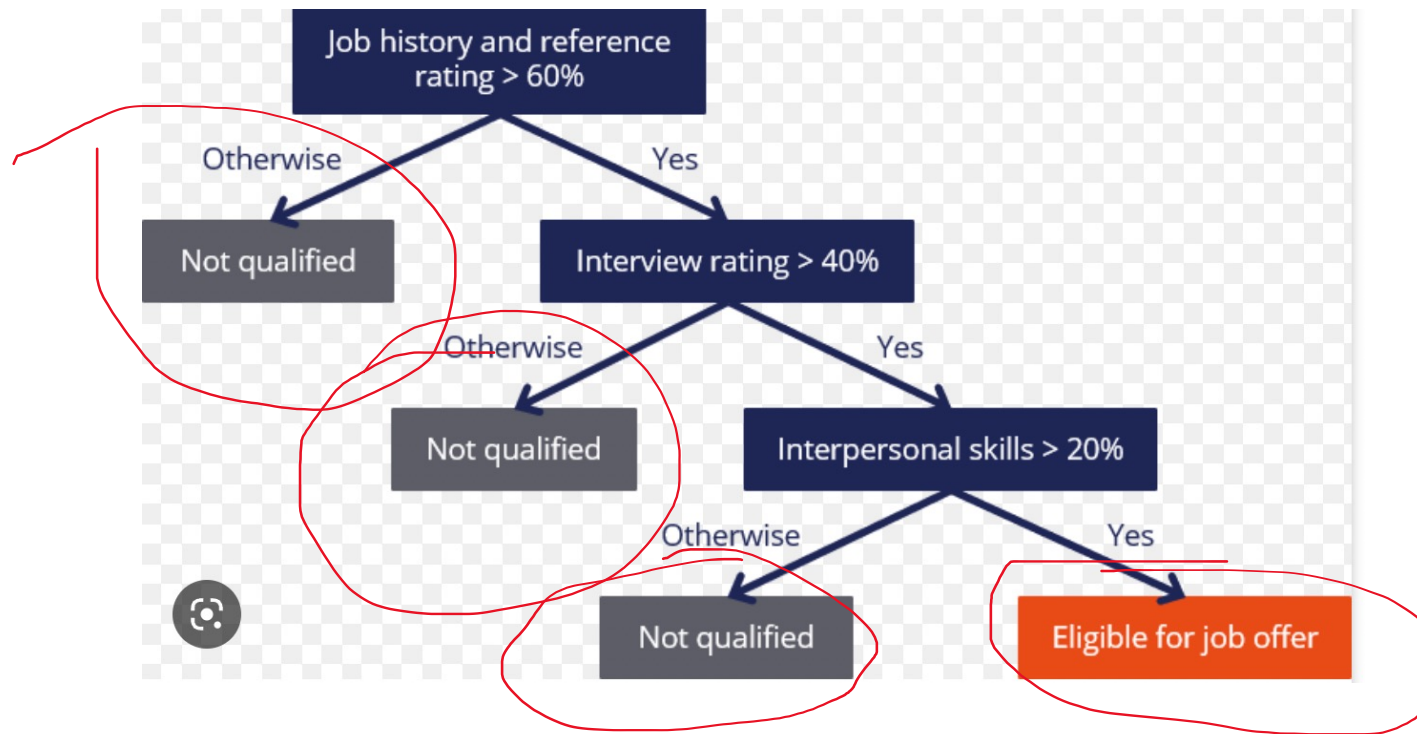 Job history and reference
rating > 60%
Otherwise
Yes
Not qualified
Interview rating > 40%
Otherwise
Yes
Not qualified
Interpersonal skills > 20%
Otherwise
Yes
Not qualified
Eligible for job offer